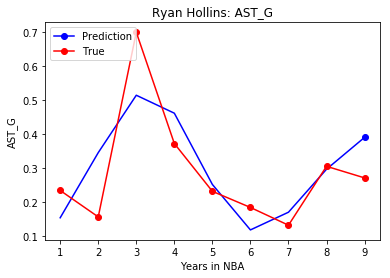 Ryan Hollins: AST_G
Prediction
True
0.7
0.6
0.5
0.4
0.3
0.2
0.1
AST_G
1 2 3 4 5 6 7 8 9
Years in NBA